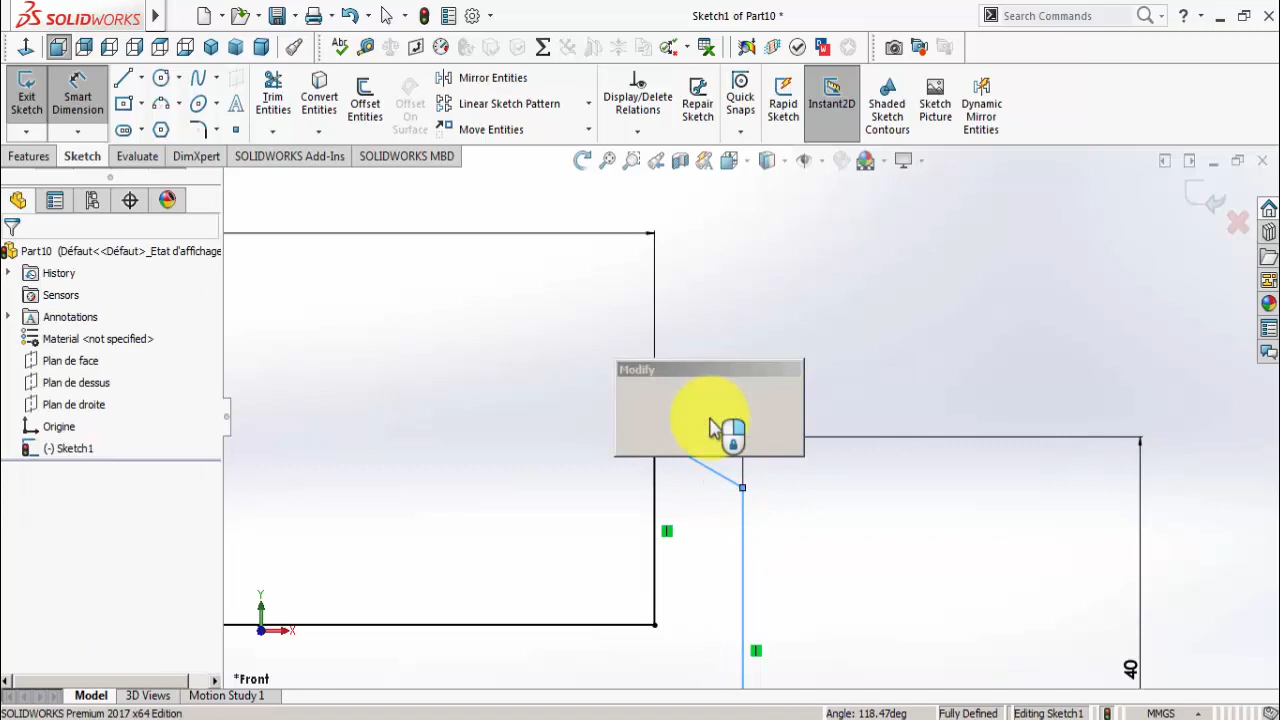 SOLIDWORKS
Sketch1 of Part10 *
Search Commands
?
Abc
Exit Sketch
Smart Dimension
Trim Entities
Convert Entities
Offset Entities
Offset On Surface
Mirror Entities
Linear Sketch Pattern
Move Entities
Display/Delete Relations
Repair Sketch
Quick Snaps
Rapid Sketch
Instant2D
Shaded Sketch Contours
Sketch Picture
Dynamic Mirror Entities
Features
Sketch
Evaluate
DimXpert
SOLIDWORKS Add-Ins
SOLIDWORKS MBD
Part10 (Défaut<<Défaut>_Etat d'affichage
History
Sensors
Annotations
Material <not specified>
Plan de face
Plan de dessus
Plan de droite
Origine
(-) Sketch1
Modify
Y
X
40
*Front
Model
3D Views
Motion Study 1
SOLIDWORKS Premium 2017 x64 Edition
Angle: 118.47deg
Fully Defined
Editing Sketch1
MMGS